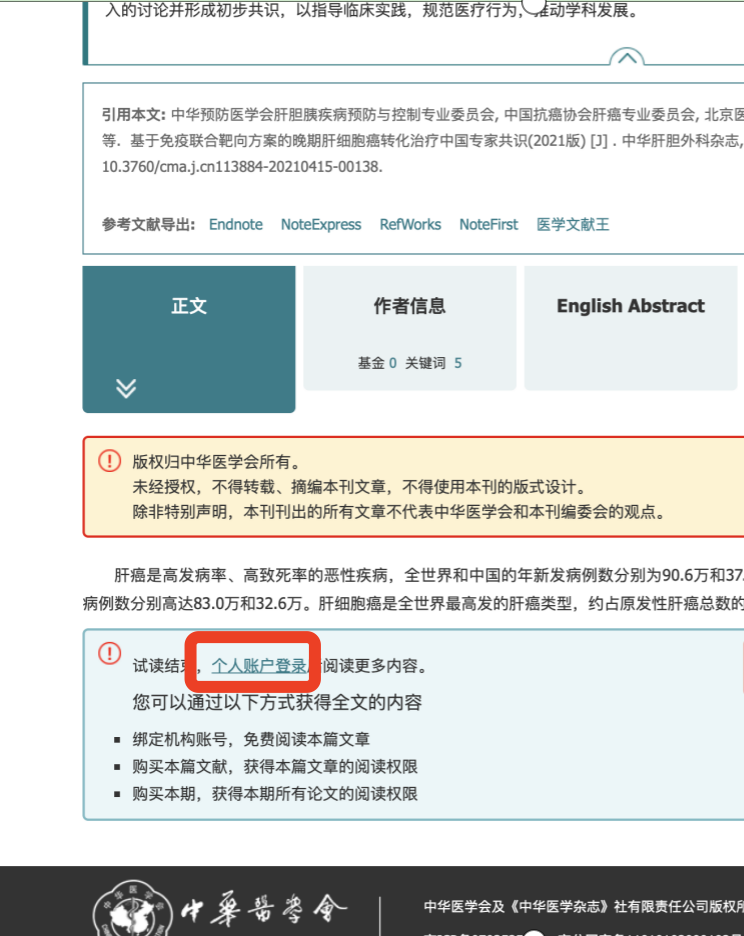 入的讨论并形成初步共识，以指导临床实践，规范医疗行为，推动学科发展。
引用本文: 中华预防医学会肝胆胰疾病预防与控制专业委员会, 中国抗癌协会肝癌专业委员会, 北京医
等. 基于免疫联合靶向方案的晚期肝细胞癌转化治疗中国专家共识(2021版) [J] . 中华肝胆外科杂志,
10.3760/cma.j.cn113884-20210415-00138.
参考文献导出: Endnote NoteExpress RefWorks NoteFirst 医学文献王
正文 作者信息 English Abstract
基金 0 关键词 5
版权归中华医学会所有。
未经授权，不得转载、摘编本刊文章，不得使用本刊的版式设计。
除非特别声明，本刊刊出的所有文章不代表中华医学会和本刊编委会的观点。
肝癌是高发病率、高致死率的恶性疾病，全世界和中国的年新发病例数分别为90.6万和37.
病例数分别高达83.0万和32.6万。肝细胞癌是全世界最高发的肝癌类型，约占原发性肝癌总数的
试读结束，个人账户登录 阅读更多内容。
您可以通过以下方式获得全文的内容
绑定机构账号，免费阅读本篇文章
购买本篇文献，获得本篇文章的阅读权限
购买本期，获得本期所有论文的阅读权限
中华医学会
中华医学会及《中华医学杂志》社有限责任公司版权所